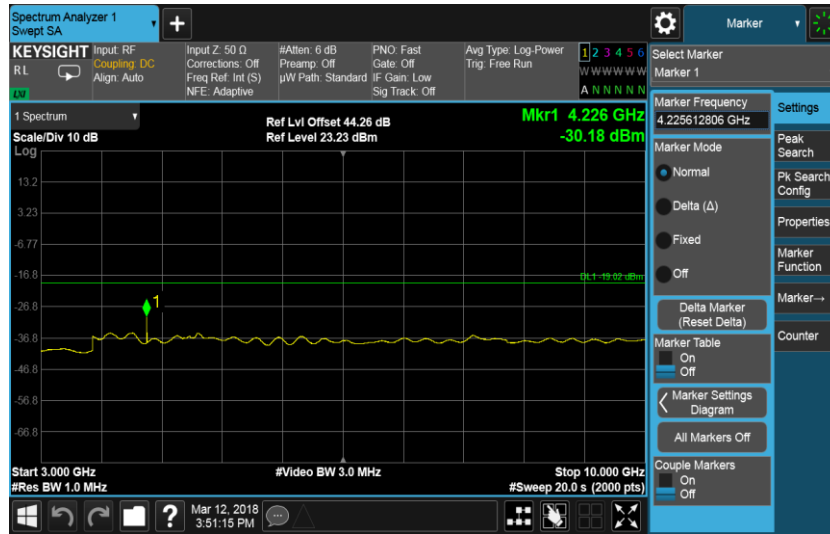 Spectrum Analyzer 1
Swept SA
Marker
KEYSIGHT
RL
LXI
Input: RF
Coupling: DC
Align: Auto
Input Z: 50 Ω
Corrections: Off
Freq Ref: Int (S)
NFE: Adaptive
#Atten: 6 dB
Preamp: Off
µW Path: Standard
PNO: Fast
Gate: Off
IF Gain: Low
Sig Track: Off
Avg Type: Log-Power
Trig: Free Run
1 2 3 4 5 6
W W W W W W
A N N N N N
1 Spectrum
Scale/Div 10 dB
Log
Ref Lvl Offset 44.26 dB
Ref Level 23.23 dBm
Mkr1 4.226 GHz
-30.18 dBm
13.2
3.23
-6.77
-16.8
-26.8
-36.8
-46.8
-56.8
-66.8
DL1 -19.02 dBm
1
Start 3.000 GHz
#Res BW 1.0 MHz
#Video BW 3.0 MHz
Stop 10.000 GHz
#Sweep 20.0 s (2000 pts)
Select Marker
Marker 1
Marker Frequency
4.225612806 GHz
Marker Mode
Normal
Delta (Δ)
Fixed
Off
Delta Marker
(Reset Delta)
Marker Table
On
Off
Marker Settings
Diagram
All Markers Off
Couple Markers
On
Off
Settings
Peak
Search
Pk Search
Config
Properties
Marker
Function
Marker→
Counter
?
Mar 12, 2018
3:51:15 PM